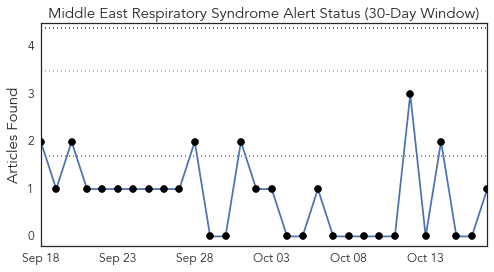 Middle East Respiratory Syndrome Alert Status (30-Day Window)
Articles Found
4
3
2
1
0
Sep 18 Sep 23 Sep 28 Oct 03 Oct 08 Oct 13